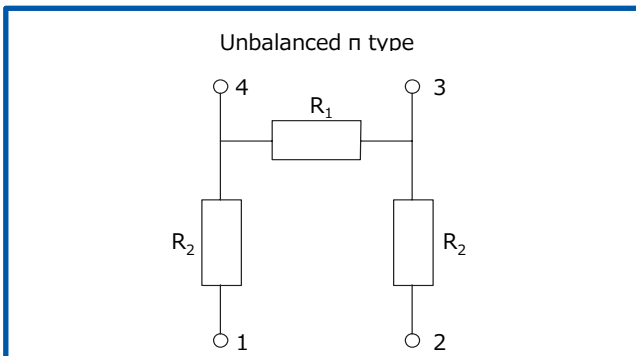 Unbalanced π type
4
3
R₁
R₂
R₂
1
2